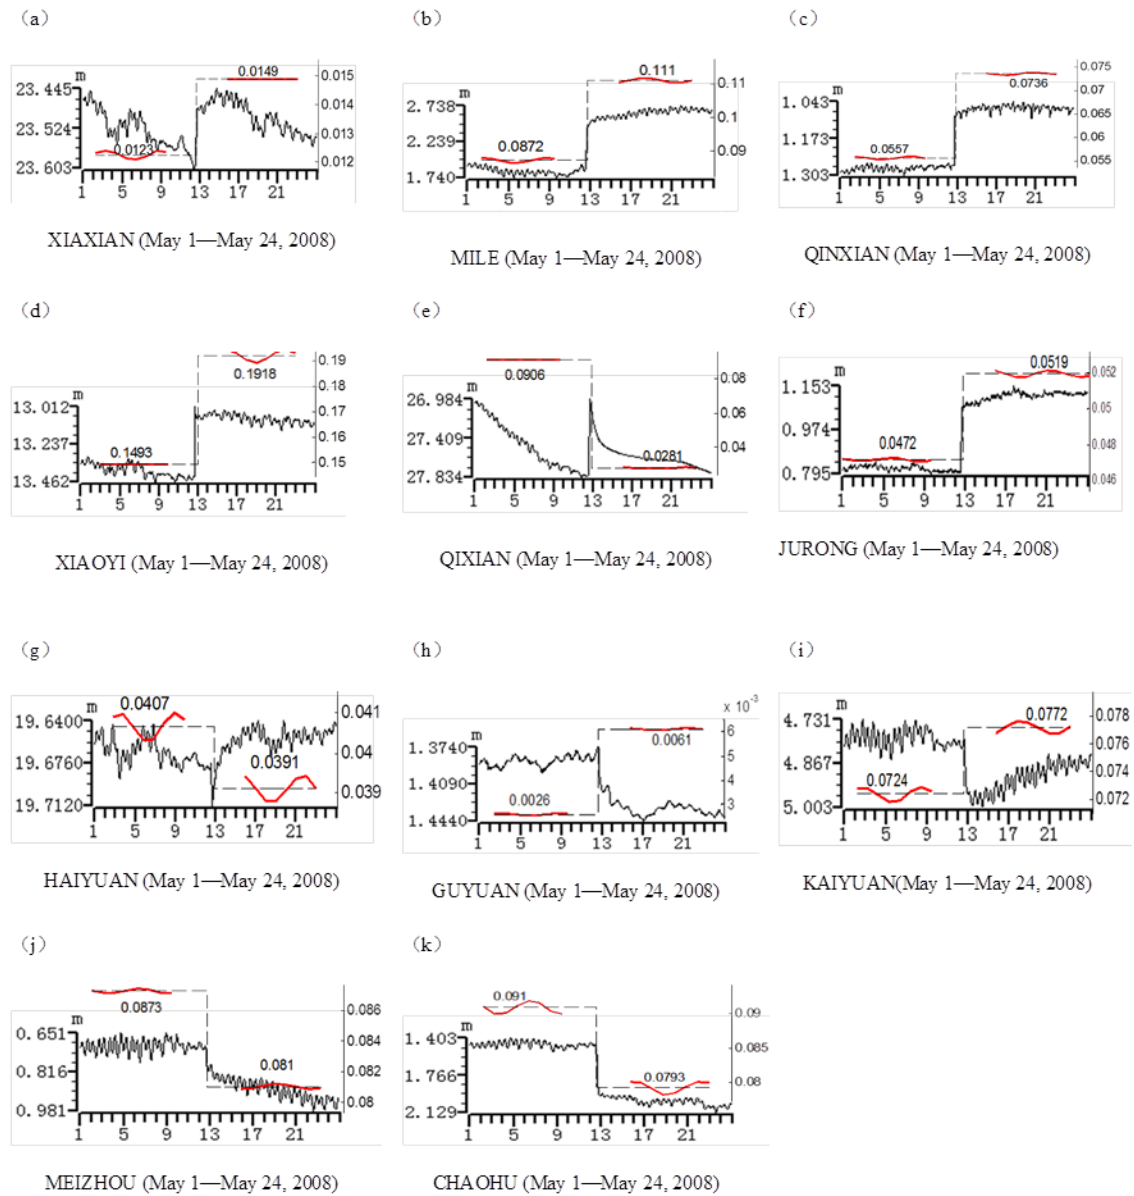 (a)
m
23.445
23.524
23.603
0.0149
0.0123
0.015
0.014
0.013
0.012
1 5 9 13 17 21
XIAXIAN (May 1—May 24, 2008)
(b)
m
2.738
2.239
1.740
0.111
0.0872
0.11
0.1
0.09
1 5 9 13 17 21
MILE (May 1—May 24, 2008)
(c)
m
1.043
1.173
1.303
0.0736
0.0557
0.075
0.07
0.065
0.06
0.055
1 5 9 13 17 21
QINXIAN (May 1—May 24, 2008)
(d)
m
13.012
13.237
13.462
0.1918
0.1493
0.19
0.18
0.17
0.16
0.15
1 5 9 13 17 21
XIAOYI (May 1—May 24, 2008)
(e)
m
26.984
27.409
27.834
0.0906
0.0281
0.08
0.06
0.04
1 5 9 13 17 21
QIXIAN (May 1—May 24, 2008)
(f)
m
1.153
0.974
0.795
0.0519
0.0472
0.052
0.05
0.048
0.046
1 5 9 13 17 21
JURONG (May 1—May 24, 2008)
(g)
m
19.6400
19.6760
19.7120
0.0407
0.0391
0.041
0.04
0.039
1 5 9 13 17 21
HAIYUAN (May 1—May 24, 2008)
(h)
m
1.3740
1.4090
1.4440
x 10⁻³
0.0061
0.0026
6
5
4
3
1 5 9 13 17 21
GUYUAN (May 1—May 24, 2008)
(i)
m
4.731
4.867
5.003
0.0772
0.0724
0.078
0.076
0.074
0.072
1 5 9 13 17 21
KAIYUAN(May 1—May 24, 2008)
(j)
m
0.651
0.816
0.981
0.0873
0.081
0.086
0.084
0.082
0.08
1 5 9 13 17 21
MEIZHOU (May 1—May 24, 2008)
(k)
m
1.403
1.766
2.129
0.091
0.0793
0.09
0.085
0.08
1 5 9 13 17 21
CHAOHU (May 1—May 24, 2008)